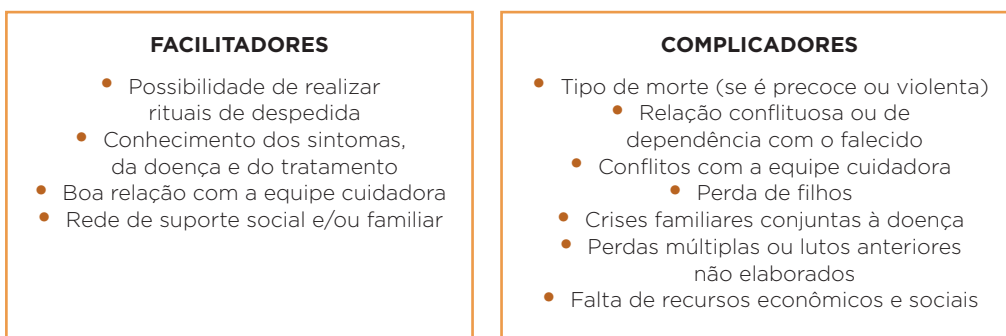 FACILITADORES
• Possibilidade de realizar
rituais de despedida
• Conhecimento dos sintomas,
da doença e do tratamento
• Boa relação com a equipe cuidadora
• Rede de suporte social e/ou familiar
COMPLICADORES
• Tipo de morte (se é precoce ou violenta)
• Relação conflituosa ou de
dependência com o falecido
• Conflitos com a equipe cuidadora
• Perda de filhos
• Crises familiares conjuntas à doença
• Perdas múltiplas ou lutos anteriores
não elaborados
• Falta de recursos econômicos e sociais